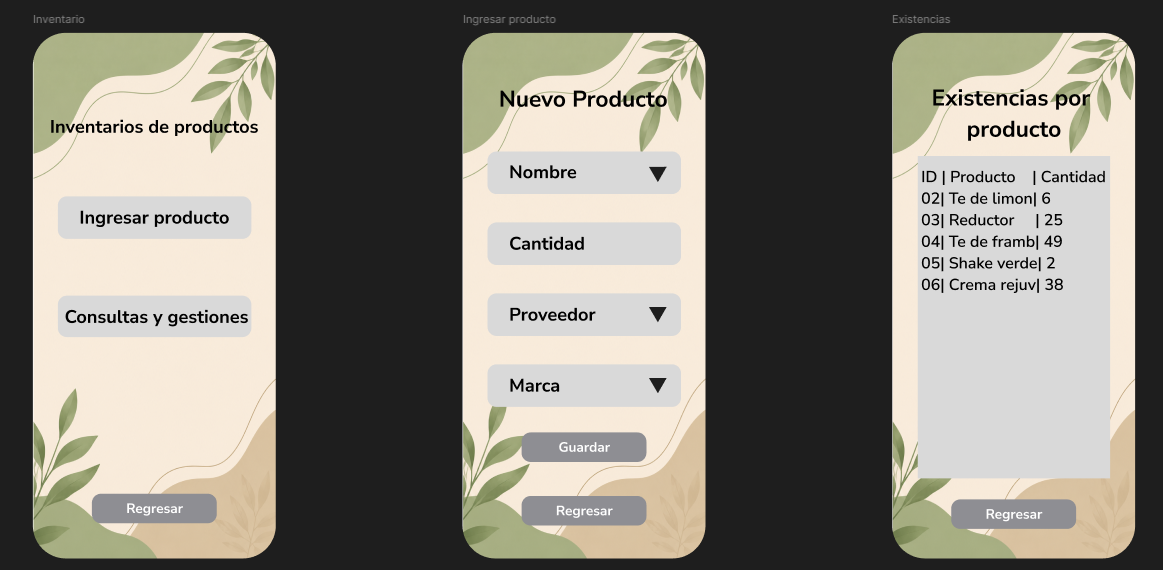 Inventario
Inventarios de productos
Ingresar producto
Consultas y gestiones
Regresar
Ingresar producto
Nuevo Producto
Nombre
Cantidad
Proveedor
Marca
Guardar
Regresar
Existencias
Existencias por
producto
ID | Producto | Cantidad
02| Te de limon| 6
03| Reductor | 25
04| Te de framb| 49
05| Shake verde| 2
06| Crema rejuv| 38
Regresar